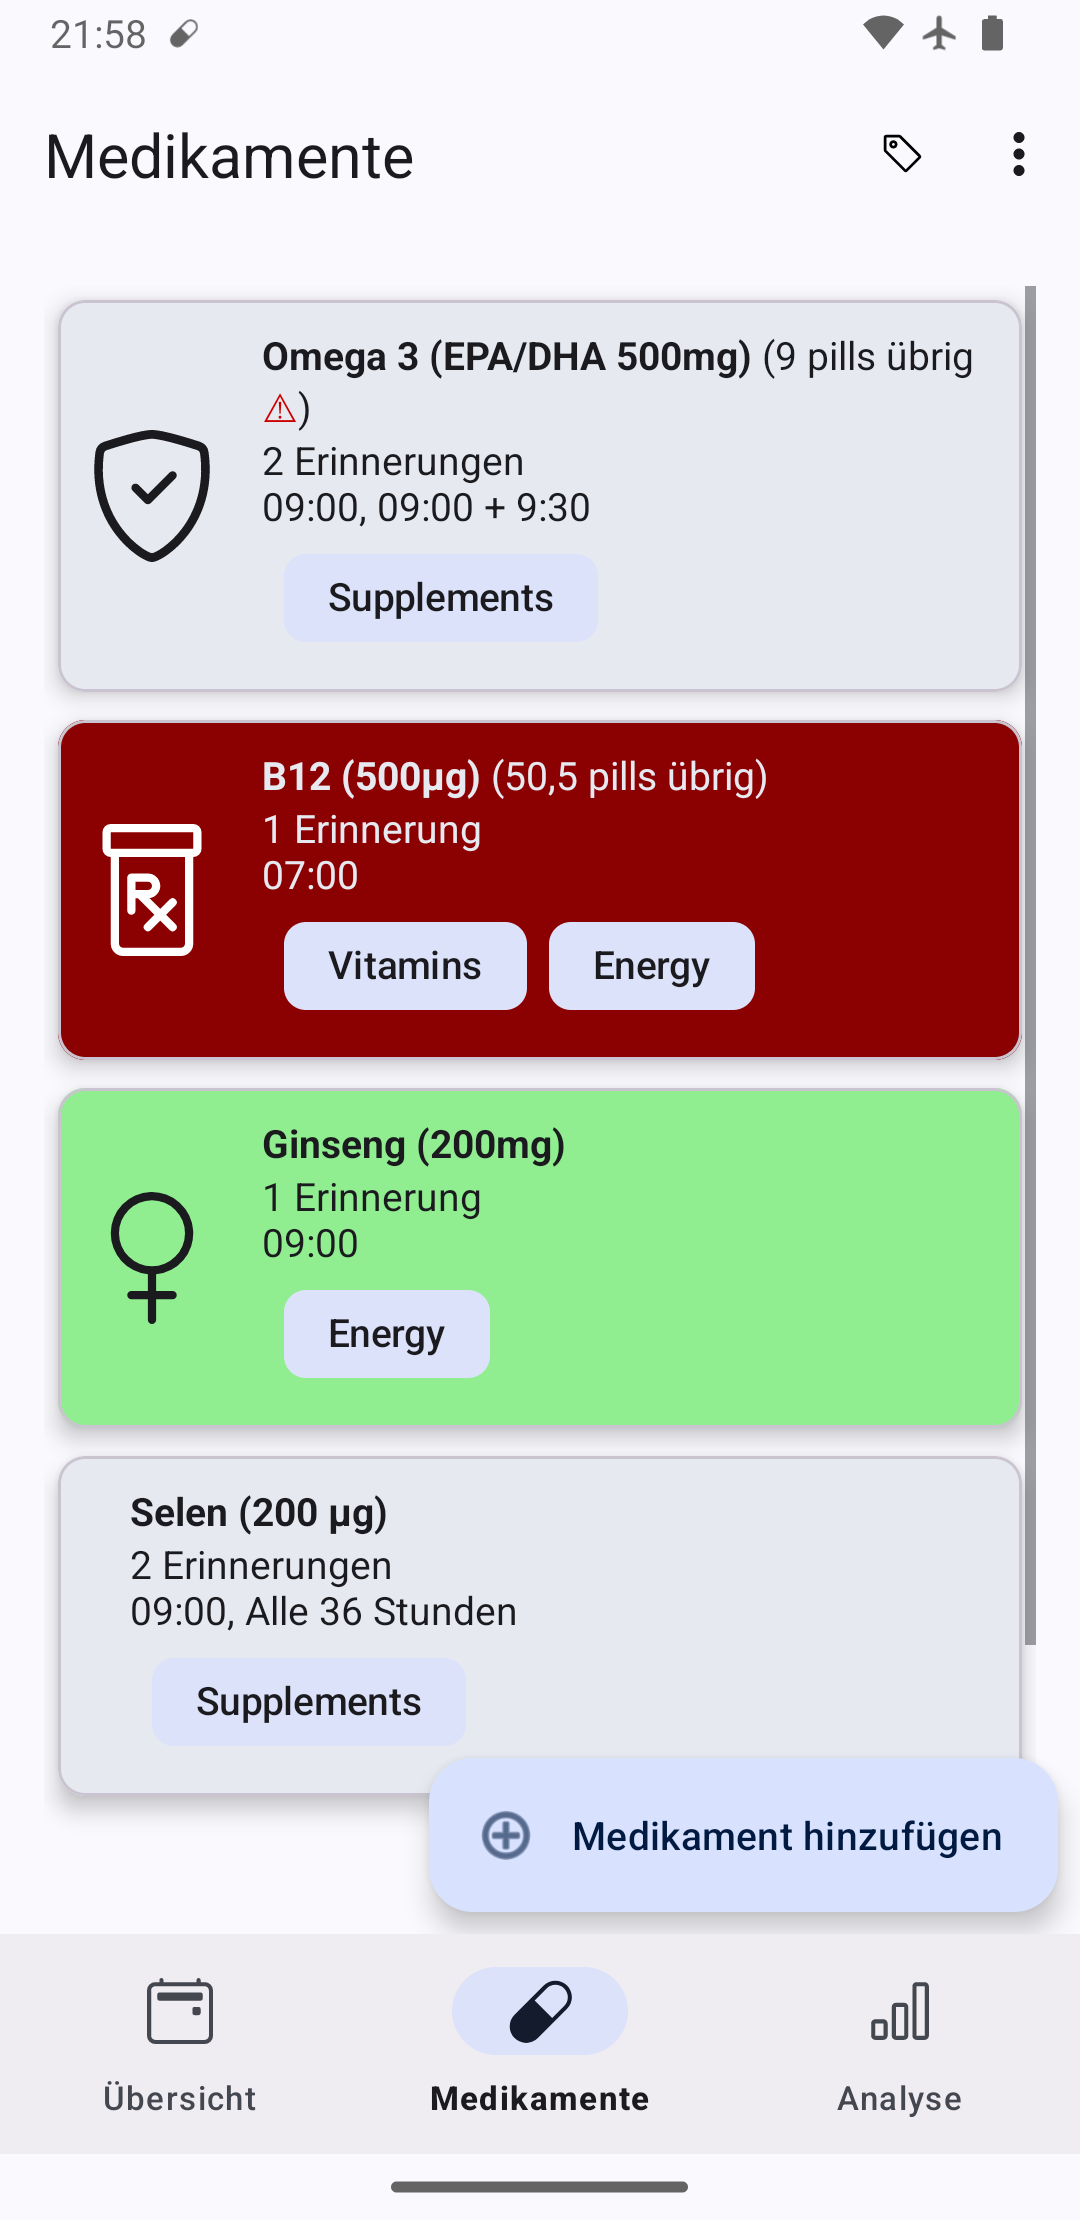 21:58
Medikamente
Omega 3 (EPA/DHA 500mg) (9 pills übrig
⚠)
2 Erinnerungen
09:00, 09:00 + 9:30
Supplements
B12 (500µg) (50,5 pills übrig)
1 Erinnerung
07:00
Rx
Vitamins Energy
Ginseng (200mg)
1 Erinnerung
09:00
Energy
Selen (200 µg)
2 Erinnerungen
09:00, Alle 36 Stunden
Supplements
Medikament hinzufügen
Übersicht Medikamente Analyse